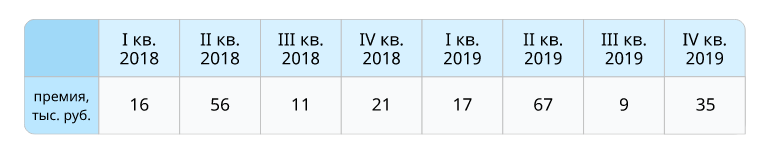 I кв. 2018
II кв. 2018
III кв. 2018
IV кв. 2018
I кв. 2019
II кв. 2019
III кв. 2019
IV кв. 2019
премия, тыс. руб.
16
56
11
21
17
67
9
35